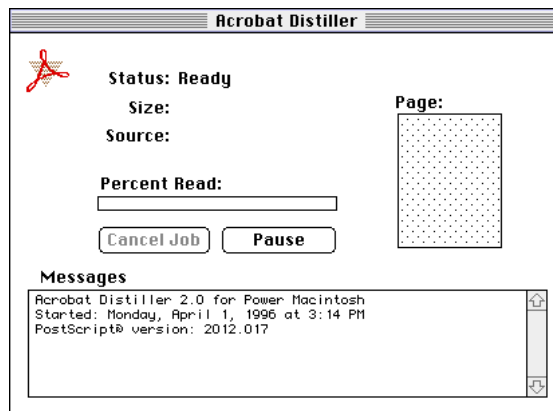 Acrobat Distiller
Status: Ready
Size:
Source:
Page:
Percent Read:
Cancel Job
Pause
Messages
Acrobat Distiller 2.0 for Power Macintosh
Started: Monday, April 1, 1996 at 3:14 PM
PostScript® version: 2012.017